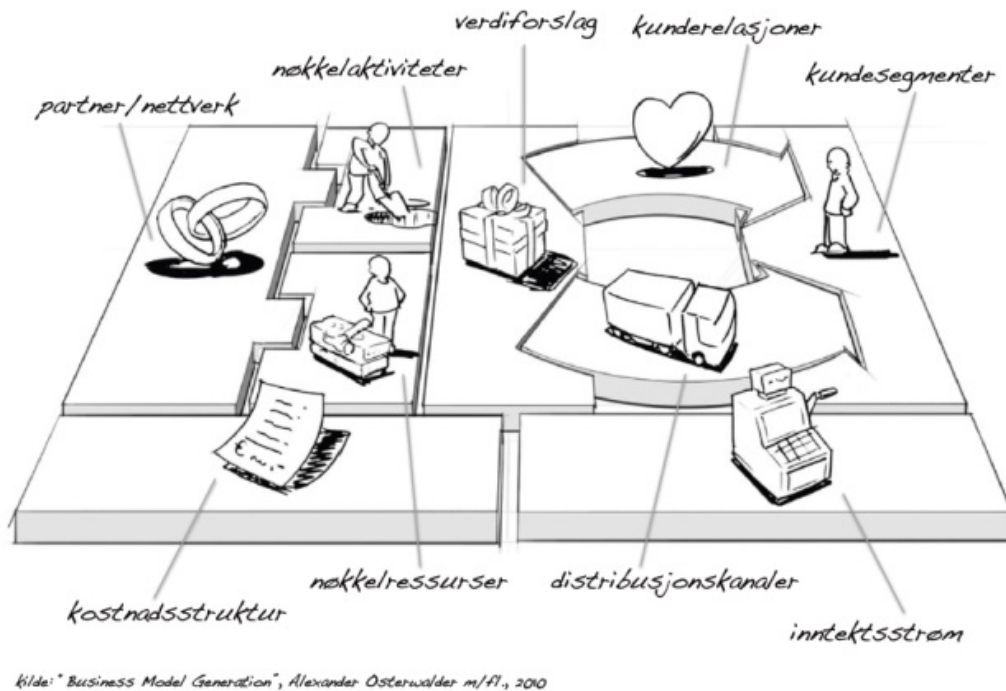 verdiforslag
kunderelasjoner
nøkkelaktiviteter
kundesegmenter
partner/nettverk
nøkkelressurser
distribusjonskanaler
kostnadsstruktur
inntektsstrøm
kilde: "Business Model Generation", Alexander Osterwalder m/fl., 2010